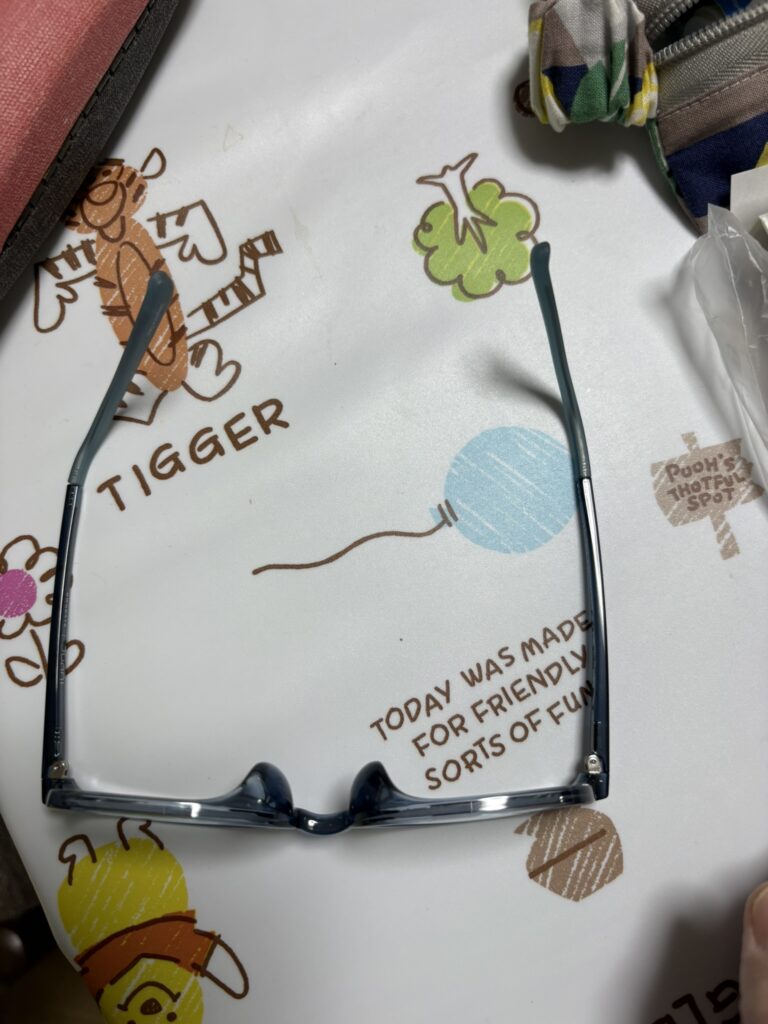 TIGGER
POOH'S
THOTFUL
SPOT
TODAY WAS MADE
FOR FRIENDLY
SORTS OF FUN